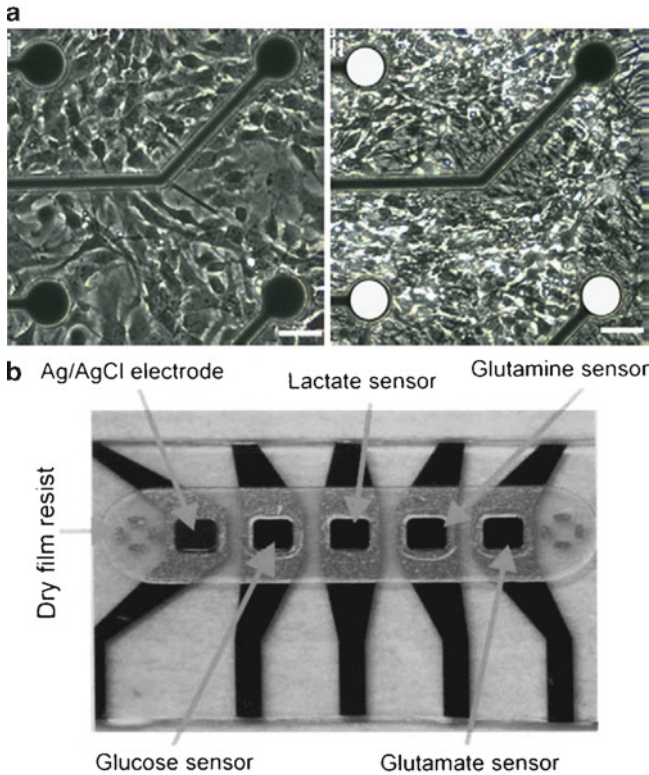 a
b
Ag/AgCl electrode
Lactate sensor
Glutamine sensor
Dry film resist
Glucose sensor
Glutamate sensor